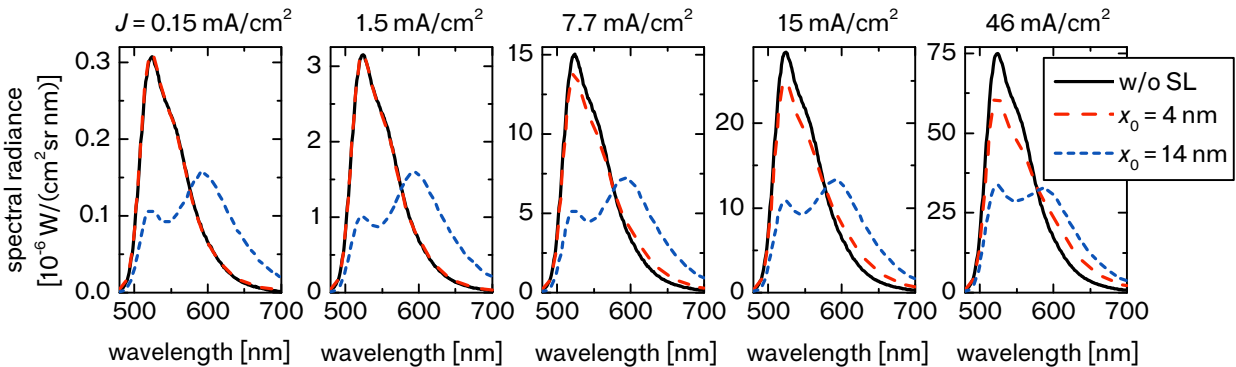 J = 0.15 mA/cm² 1.5 mA/cm² 7.7 mA/cm² 15 mA/cm² 46 mA/cm²
spectral radiance
[10⁻⁶ W/(cm² sr nm)]
0.3
0.2
0.1
0.0
500 600 700
wavelength [nm]
3
2
1
0
500 600 700
wavelength [nm]
15
10
5
0
500 600 700
wavelength [nm]
20
10
0
500 600 700
wavelength [nm]
75
50
25
0
500 600 700
wavelength [nm]
w/o SL
x₀ = 4 nm
x₀ = 14 nm